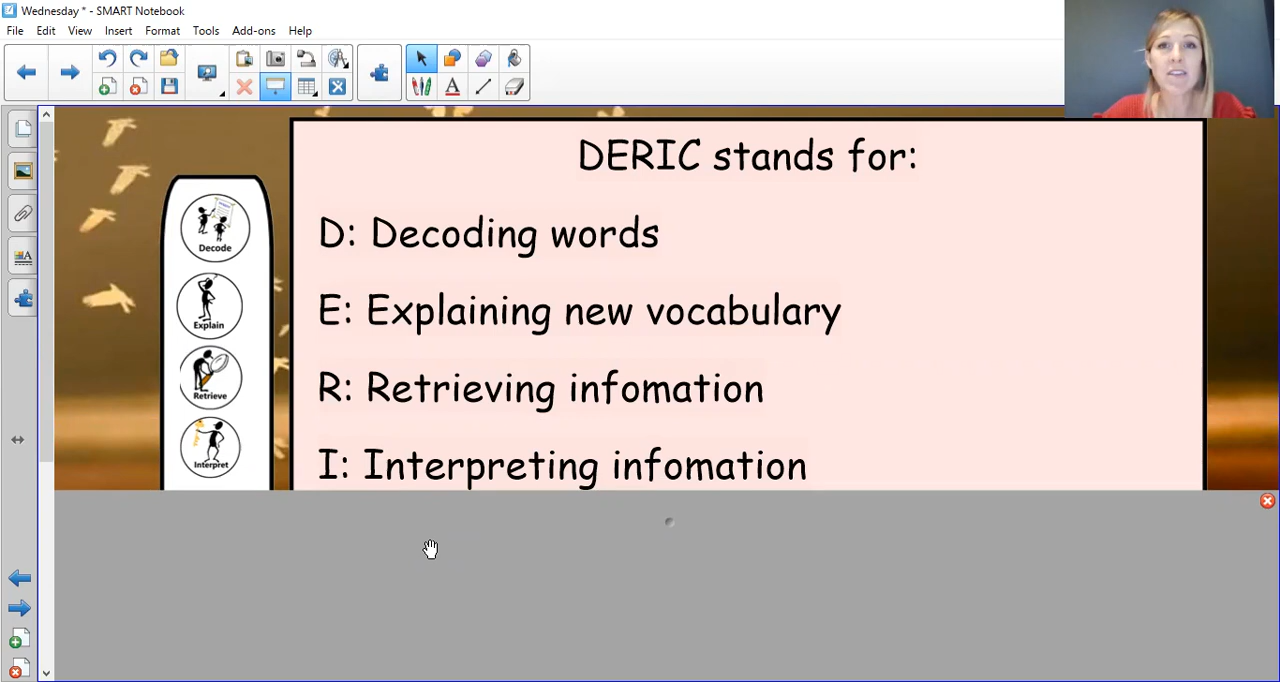 Wednesday * - SMART Notebook
File Edit View Insert Format Tools Add-ons Help
DERIC stands for:
D: Decoding words
E: Explaining new vocabulary
R: Retrieving infomation
I: Interpreting infomation
Decode
Explain
Retrieve
Interpret